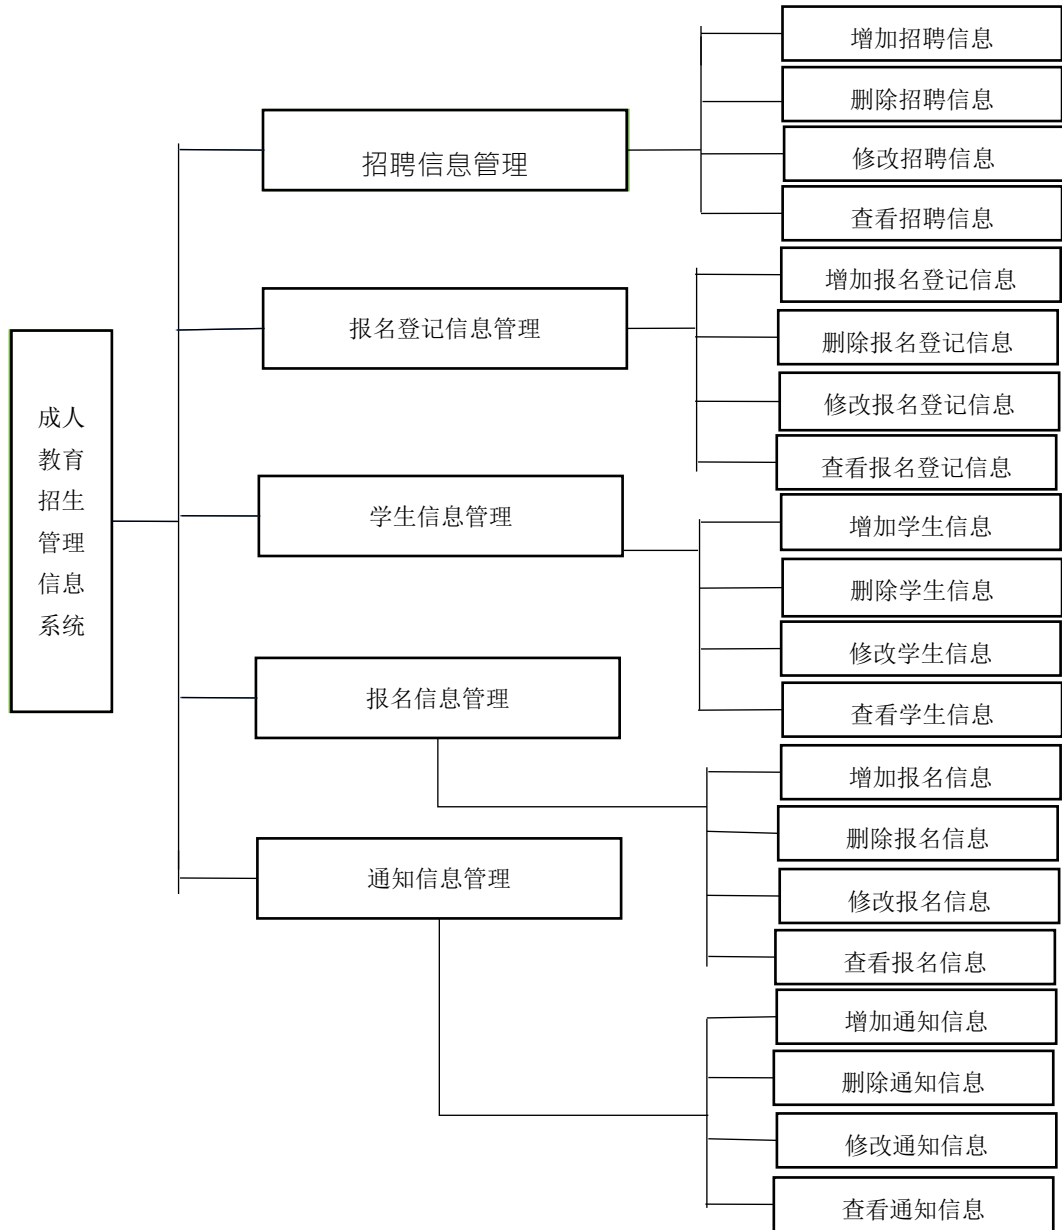 成人
教育
招生
管理
信息
系统
招聘信息管理
增加招聘信息
删除招聘信息
修改招聘信息
查看招聘信息
报名登记信息管理
增加报名登记信息
删除报名登记信息
修改报名登记信息
查看报名登记信息
学生信息管理
增加学生信息
删除学生信息
修改学生信息
查看学生信息
报名信息管理
增加报名信息
删除报名信息
修改报名信息
查看报名信息
通知信息管理
增加通知信息
删除通知信息
修改通知信息
查看通知信息